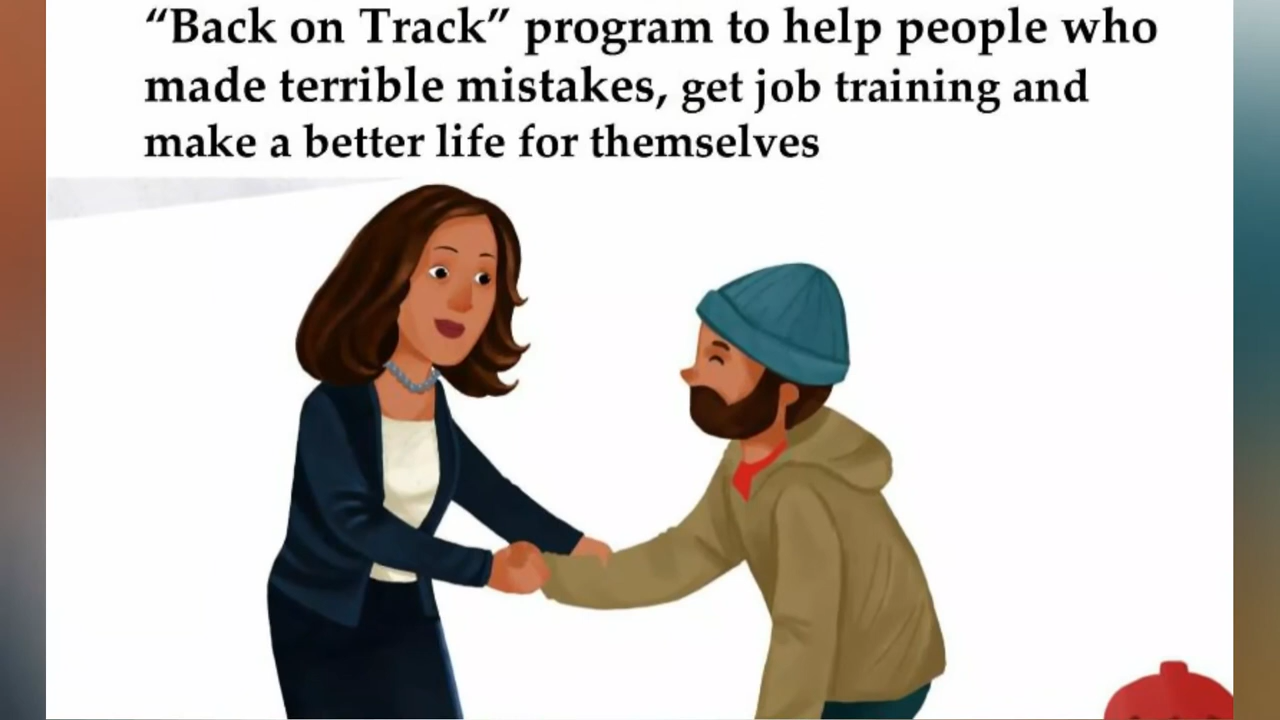 “Back on Track” program to help people who
made terrible mistakes, get job training and
make a better life for themselves